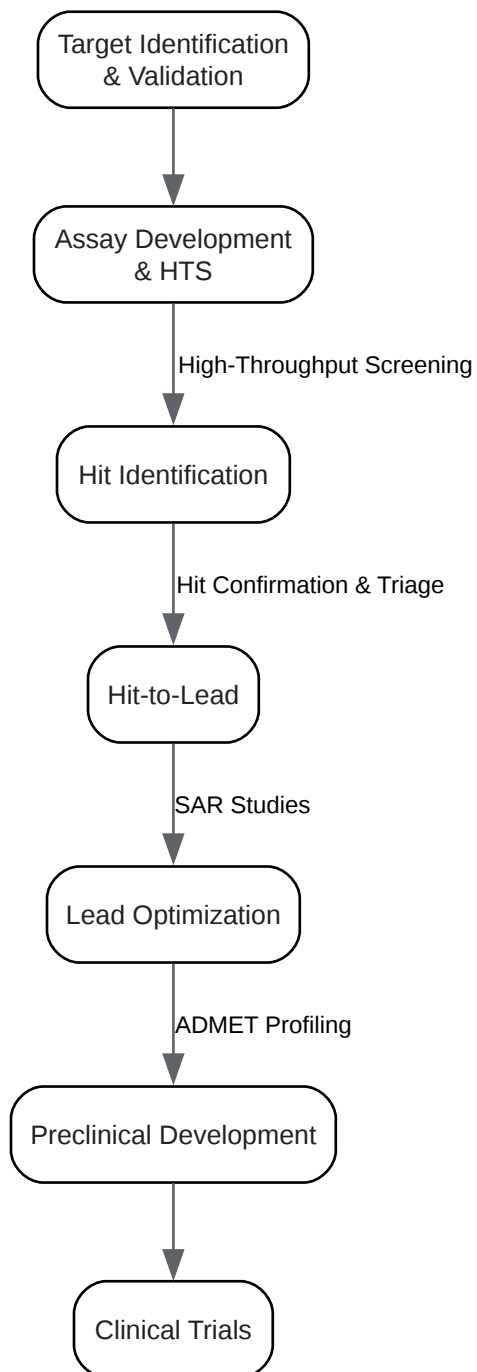 Target Identification
& Validation
Assay Development
& HTS
High-Throughput Screening
Hit Identification
Hit Confirmation & Triage
Hit-to-Lead
SAR Studies
Lead Optimization
ADMET Profiling
Preclinical Development
Clinical Trials